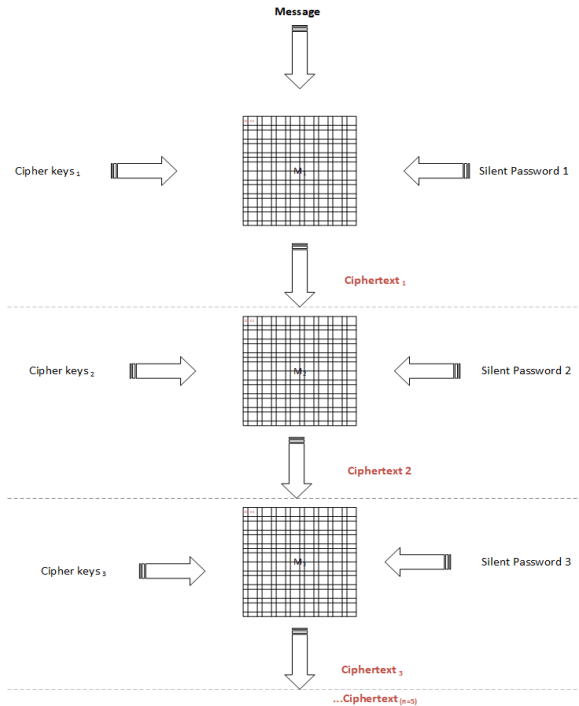 Message
Cipher keys 1
M1
Silent Password 1
Ciphertext 1
Cipher keys 2
M2
Silent Password 2
Ciphertext 2
Cipher keys 3
M3
Silent Password 3
Ciphertext 3
...Ciphertext (n=5)